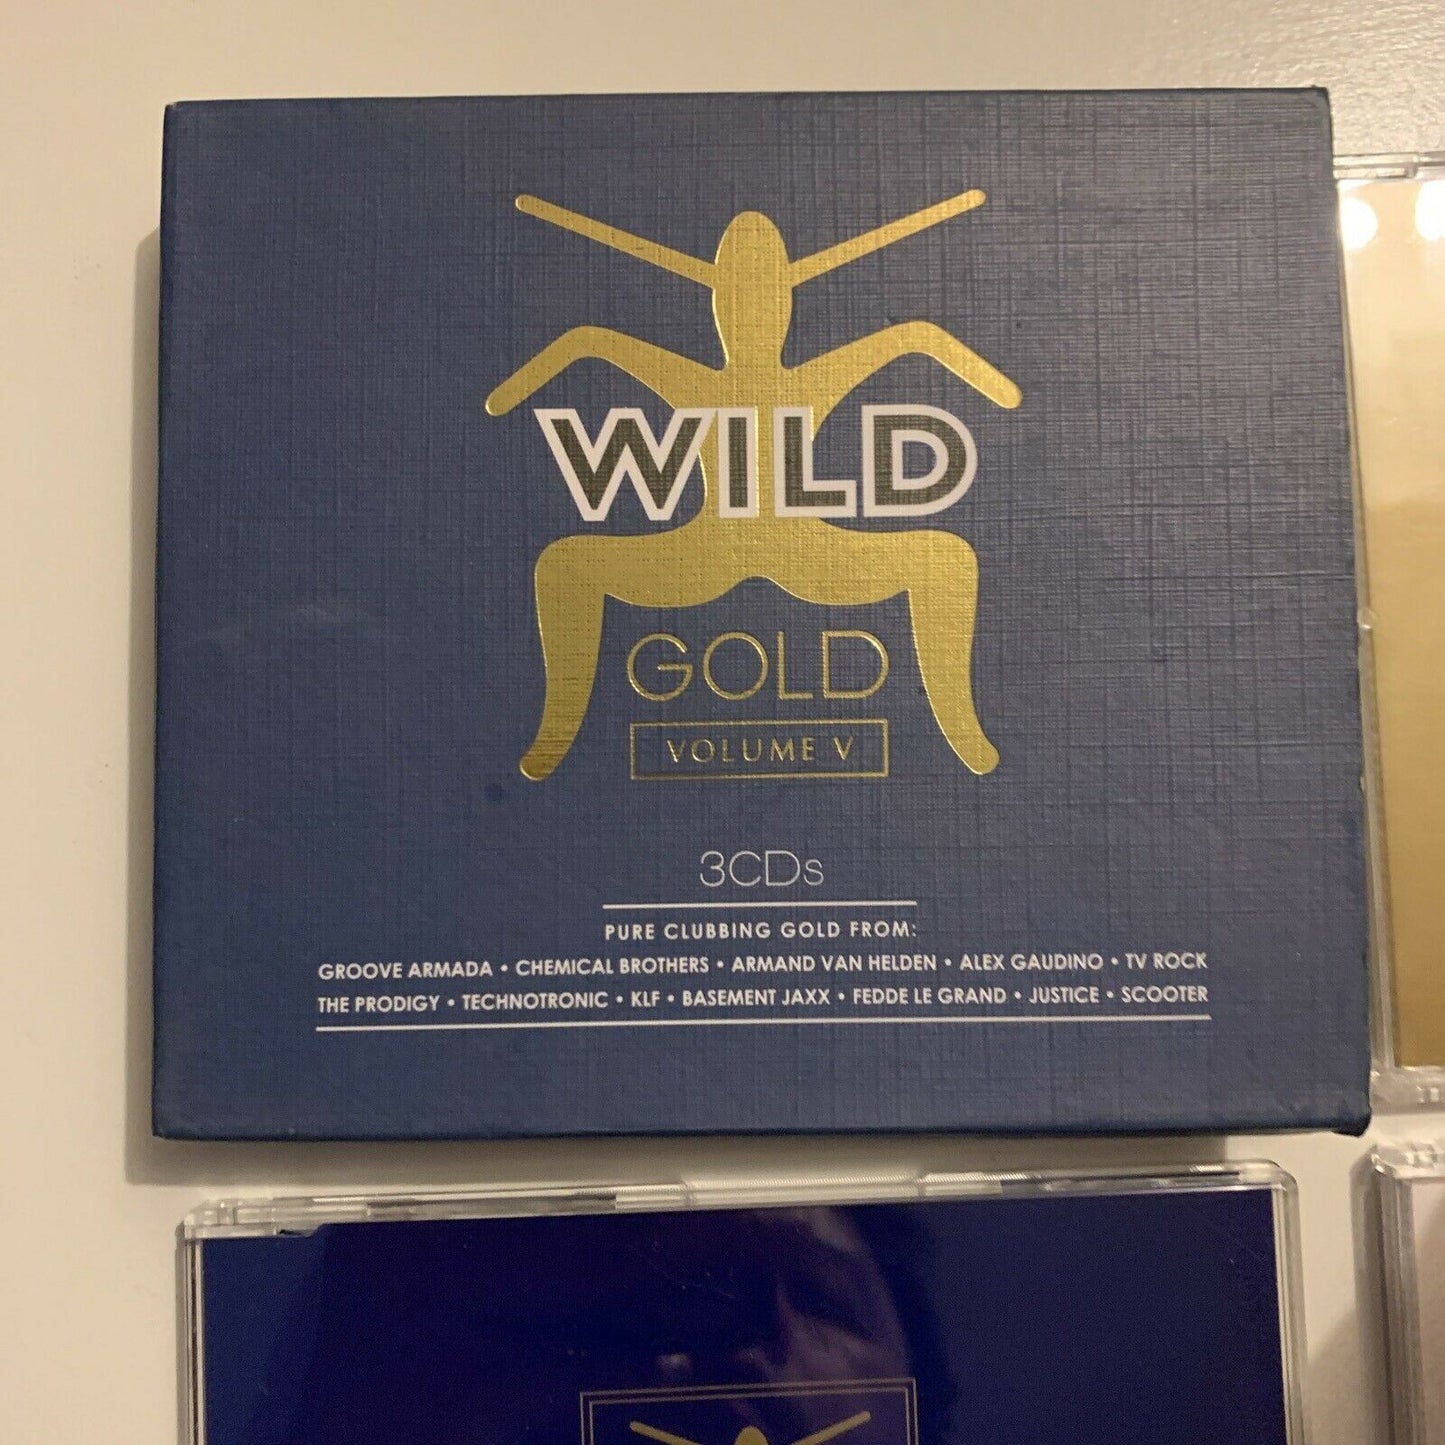 WILD
GOLD
VOLUME V
3CDs
PURE CLUBBING GOLD FROM:
GROOVE ARMADA • CHEMICAL BROTHERS • ARMAND VAN HELDEN • ALEX GAUDINO • TV ROCK
THE PRODIGY • TECHNOTRONIC • KLF • BASEMENT JAXX • FEDDE LE GRAND • JUSTICE • SCOOTER